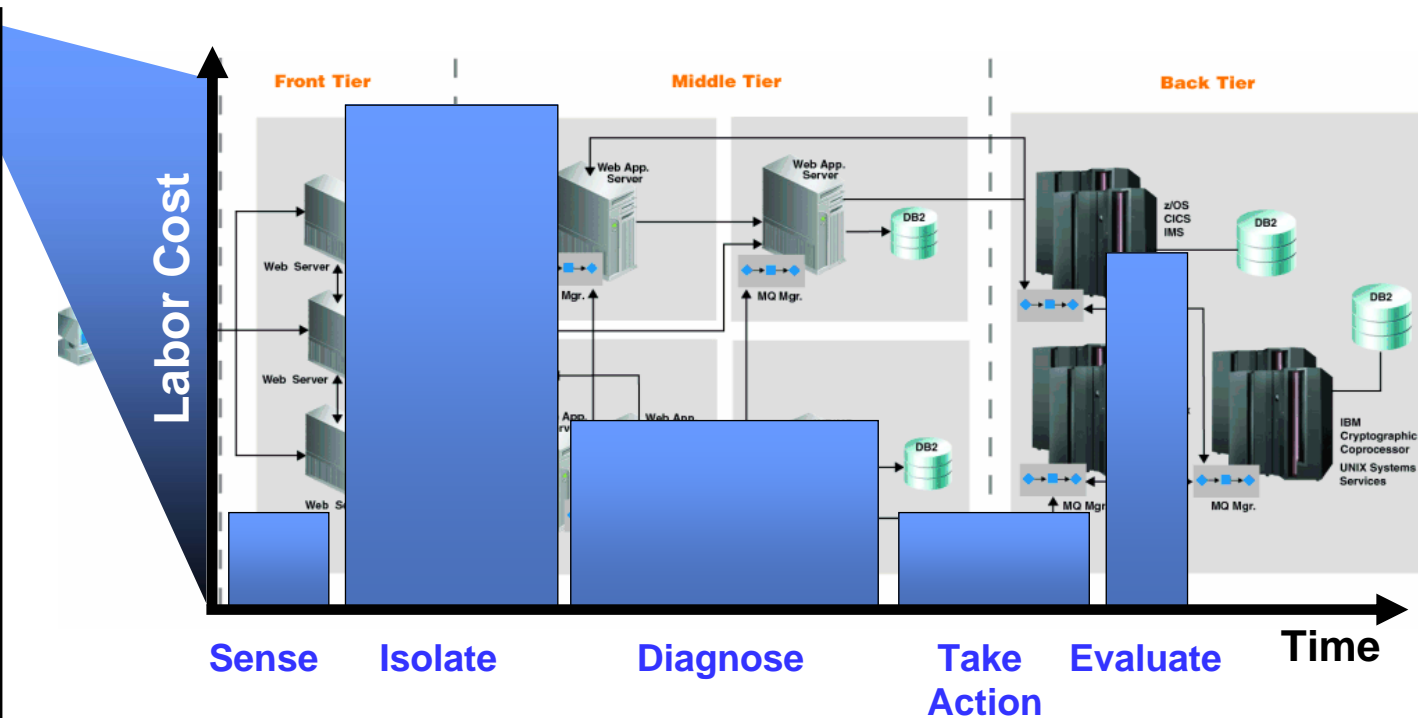 Front Tier
Middle Tier
Back Tier
Labor Cost
Web App.
Server
Web App.
Server
z/OS
CICS
IMS
DB2
DB2
Web Server
Mgr.
MQ Mgr.
DB2
Web Server
App.
Web App.
DB2
IBM
Cryptographic
Coprocessor
UNIX Systems
Services
Web
MQ Mgr.
MQ Mgr.
Sense
Isolate
Diagnose
Take
Action
Evaluate
Time